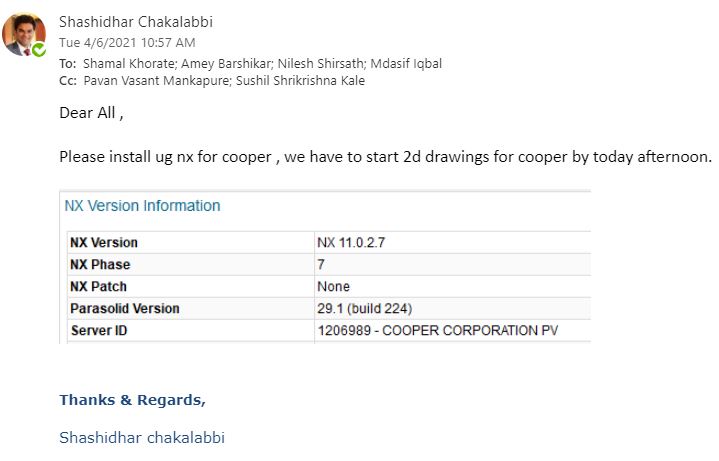 Shashidhar Chakalabbi
Tue 4/6/2021 10:57 AM
To: Shamal Khorate; Amey Barshikar; Nilesh Shirsath; Mdasif Iqbal
Cc: Pavan Vasant Mankapure; Sushil Shrikrishna Kale
Dear All ,
Please install ug nx for cooper , we have to start 2d drawings for cooper by today afternoon.
NX Version Information
NX Version NX 11.0.2.7
NX Phase 7
NX Patch None
Parasolid Version 29.1 (build 224)
Server ID 1206989 - COOPER CORPORATION PV
Thanks & Regards,
Shashidhar chakalabbi